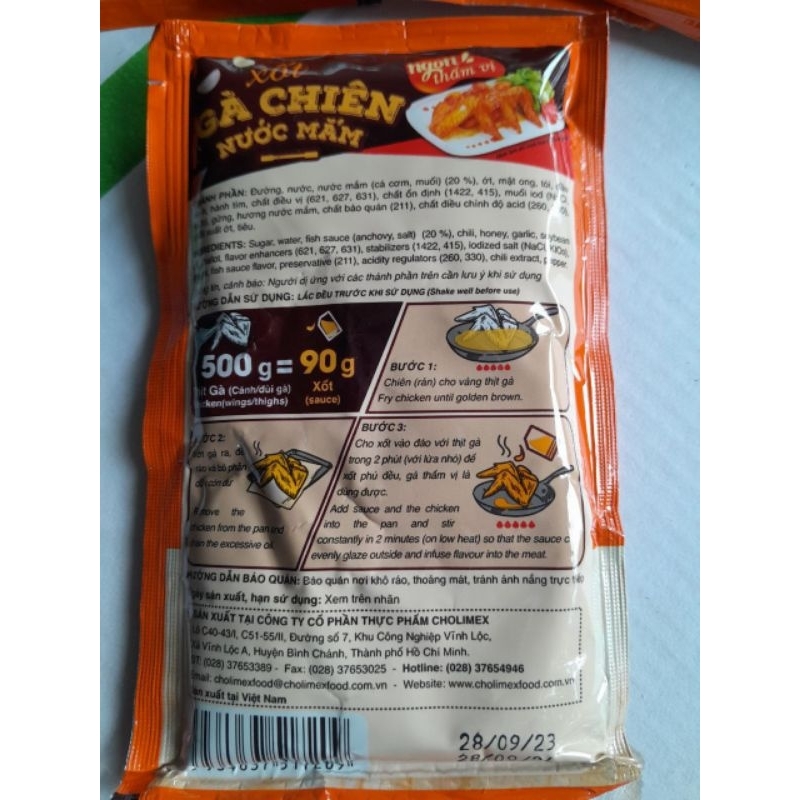 Xốt
GÀ CHIÊN
NƯỚC MẮM
ngon
thấm vị
PHẦN: Đường, nước, nước mắm (cá cơm, muối) (20 %), ớt, mật ong, tỏi,
hành tím, chất điều vị (621, 627, 631), chất ổn định (1422, 415), muối iod
gừng, hương nước mắm, chất bảo quản (211), chất điều chỉnh độ acid (260,
ớt, tiêu.
INGREDIENTS: Sugar, water, fish sauce (anchovy, salt) (20 %), chili, honey, garlic, soybean
flavor enhancers (621, 627, 631), stabilizers (1422, 415), iodized salt (NaCl, KIO₃),
fish sauce flavor, preservative (211), acidity regulators (260, 330), chili extract, pepper.
tin, cảnh báo: Người dị ứng với các thành phần trên cần lưu ý khi sử dụng
DẪN SỬ DỤNG: LẮC ĐỀU TRƯỚC KHI SỬ DỤNG (Shake well before use)
500 g = 90 g
Gà (Cánh/đùi gà) Xốt
(wings/thighs) (sauce)
BƯỚC 1:
Chiên (rán) cho vàng thịt gà
Fry chicken until golden brown.
2:
gà ra,
the
chicken from the pan and
the excessive oil.
BƯỚC 3:
Cho xốt vào đảo với thịt gà
trong 2 phút (với lửa nhỏ) để
xốt phủ đều, gà thấm vị là
dùng được.
Add sauce and the chicken
into the pan and stir
constantly in 2 minutes (on low heat) so that the sauce
evenly glaze outside and infuse flavour into the meat.
HƯỚNG DẪN BẢO QUẢN: Bảo quản nơi khô ráo, thoáng mát, tránh ánh nắng trực tiếp
sản xuất, hạn sử dụng: Xem trên nhãn
SẢN XUẤT TẠI CÔNG TY CỔ PHẦN THỰC PHẨM CHOLIMEX
Lô C40-43/I, C51-55/II, Đường số 7, Khu Công Nghiệp Vĩnh Lộc,
Xã Vĩnh Lộc A, Huyện Bình Chánh, Thành phố Hồ Chí Minh.
ĐT: (028) 37653389 - Fax: (028) 37653025 - Hotline: (028) 37654946
Email: cholimexfood@cholimexfood.com.vn - Website: www.cholimexfood.com.vn
Sản xuất tại Việt Nam
28/09/23